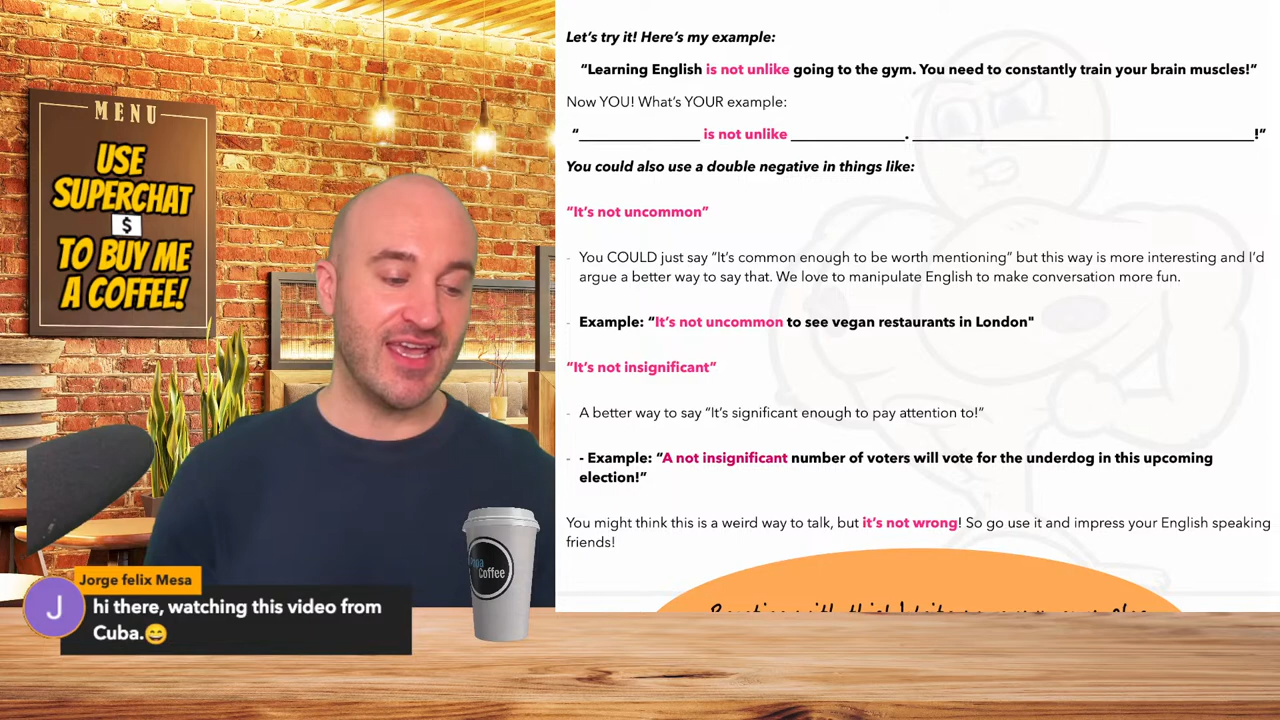 MENU
USE
SUPERCHAT
$
TO BUY ME
A COFFEE!
Coffee
Jorge felix Mesa
J
hi there, watching this video from
Cuba.😄
Let's try it! Here's my example:
"Learning English is not unlike going to the gym. You need to constantly train your brain muscles!"
Now YOU! What's YOUR example:
"______________ is not unlike _____________. ________________________________________!"
You could also use a double negative in things like:
"It's not uncommon"
- You COULD just say "It's common enough to be worth mentioning" but this way is more interesting and I'd
argue a better way to say that. We love to manipulate English to make conversation more fun.
- Example: "It's not uncommon to see vegan restaurants in London"
"It's not insignificant"
- A better way to say "It's significant enough to pay attention to!"
- - Example: "A not insignificant number of voters will vote for the underdog in this upcoming
election!"
You might think this is a weird way to talk, but it's not wrong! So go use it and impress your English speaking
friends!